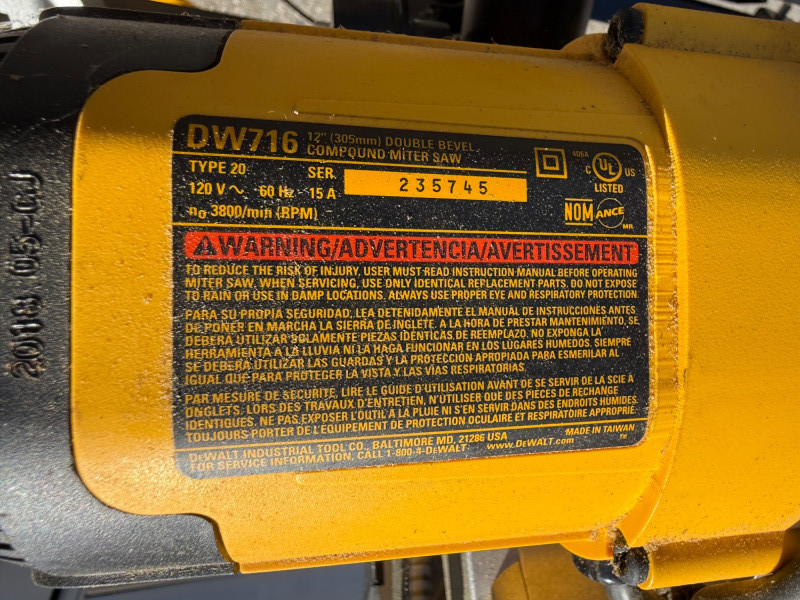 DW716 12" (305mm) DOUBLE BEVEL
COMPOUND MITER SAW
TYPE 20 SER. 235745
120 V ~ 60 Hz 15 A
n₀ 3800/min (RPM)
C UL US
LISTED
NOM ANCE
MR
WARNING/ADVERTENCIA/AVERTISSEMENT
TO REDUCE THE RISK OF INJURY, USER MUST READ INSTRUCTION MANUAL BEFORE OPERATING
MITER SAW. WHEN SERVICING, USE ONLY IDENTICAL REPLACEMENT PARTS. DO NOT EXPOSE
TO RAIN OR USE IN DAMP LOCATIONS. ALWAYS USE PROPER EYE AND RESPIRATORY PROTECTION.
PARA SU PROPIA SEGURIDAD, LEA DETENIDAMENTE EL MANUAL DE INSTRUCCIONES ANTES
DE PONER EN MARCHA LA SIERRA DE INGLETE. A LA HORA DE PRESTAR MANTENIMIENTO, SE
DEBERA UTILIZAR SOLAMENTE PIEZAS IDENTICAS DE REEMPLAZO. NO EXPONGA LA
HERRAMIENTA A LA LLUVIA NI LA HAGA FUNCIONAR EN LOS LUGARES HUMEDOS. SIEMPRE
SE DEBERA UTILIZAR LAS GUARDAS Y LA PROTECCION APROPIADA PARA ESMERILAR AL
IGUAL QUE PARA PROTEGER LA VISTA Y LAS VÍAS RESPIRATORIAS.
PAR MESURE DE SÉCURITÉ, LIRE LE GUIDE D'UTILISATION AVANT DE SE SERVIR DE LA SCIE À
ONGLETS. LORS DES TRAVAUX D'ENTRETIEN, N'UTILISER QUE DES PIECES DE RECHANGE
IDENTIQUES. NE PAS EXPOSER L'OUTIL A LA PLUIE NI S'EN SERVIR DANS DES ENDROITS HUMIDES.
TOUJOURS PORTER DE L'ÉQUIPEMENT DE PROTECTION OCULAIRE ET RESPIRATOIRE APPROPRIE.
MADE IN TAIWAN
DEWALT INDUSTRIAL TOOL CO., BALTIMORE MD, 21286 USA
FOR SERVICE INFORMATION, CALL 1-800-4-DEWALT www.DEWALT.com ™
2018 05-CJ